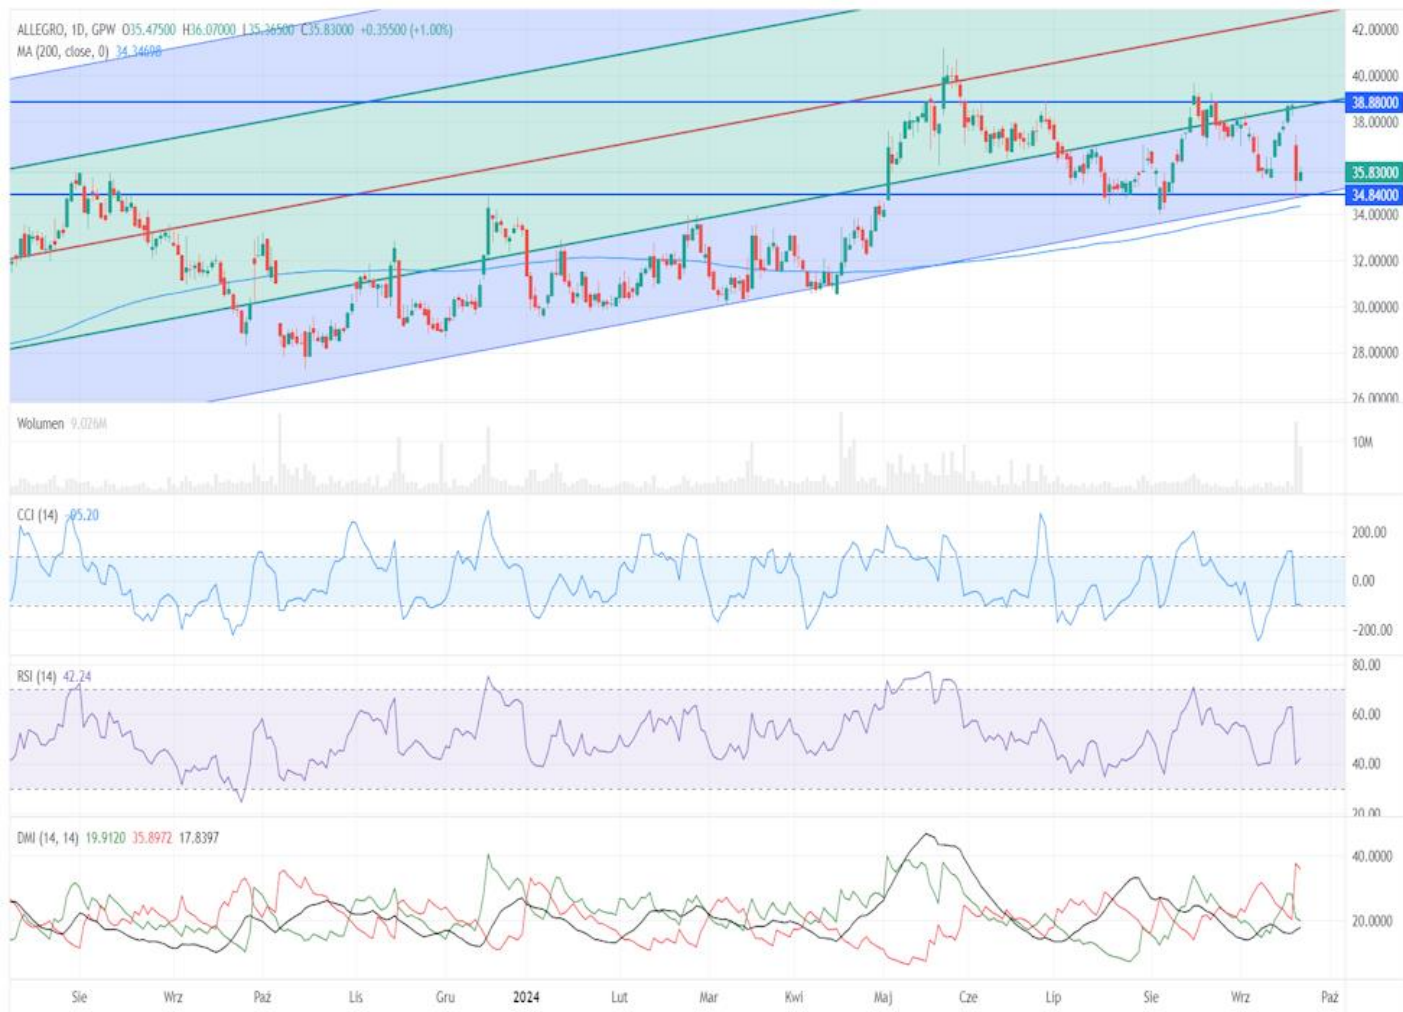 ALLEGRO, 1D, GPW O35.47500 H36.07000 L35.36500 C35.83000 +0.35500 (+1.00%)
MA (200, close, 0) 34.34698
42.00000
40.00000
38.88000
38.00000
35.83000
34.84000
34.00000
32.00000
30.00000
28.00000
26.00000
Wolumen 9.026M
10M
CCI (14) -95.20
200.00
0.00
-200.00
RSI (14) 42.24
80.00
60.00
40.00
20.00
DMI (14, 14) 19.9120 35.8972 17.8397
40.0000
20.0000
Sie Wrz Paź Lis Gru 2024 Lut Mar Kwi Maj Cze Lip Sie Wrz Paź